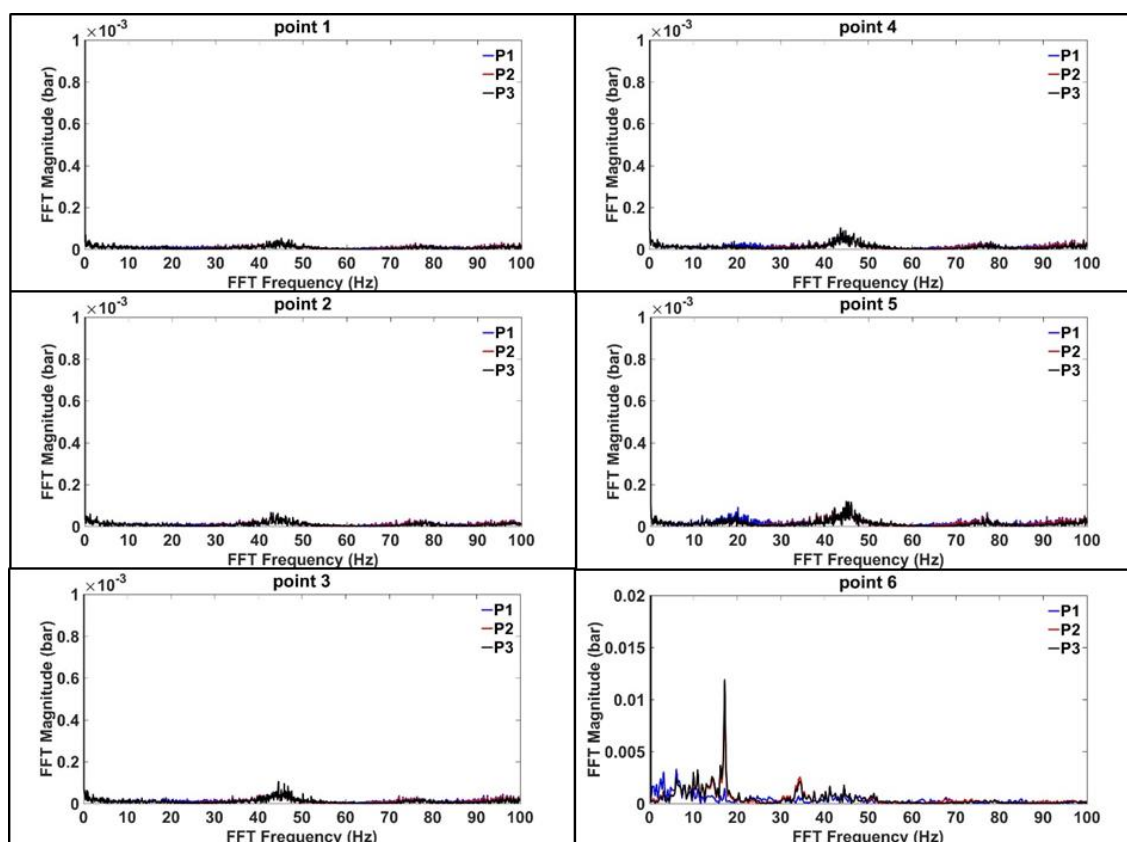 point 1
×10⁻³
FFT Magnitude (bar)
1
0.8
0.6
0.4
0.2
0
P1
P2
P3
0 10 20 30 40 50 60 70 80 90 100
FFT Frequency (Hz)
point 4
×10⁻³
FFT Magnitude (bar)
1
0.8
0.6
0.4
0.2
0
P1
P2
P3
0 10 20 30 40 50 60 70 80 90 100
FFT Frequency (Hz)
point 2
×10⁻³
FFT Magnitude (bar)
1
0.8
0.6
0.4
0.2
0
P1
P2
P3
0 10 20 30 40 50 60 70 80 90 100
FFT Frequency (Hz)
point 5
×10⁻³
FFT Magnitude (bar)
1
0.8
0.6
0.4
0.2
0
P1
P2
P3
0 10 20 30 40 50 60 70 80 90 100
FFT Frequency (Hz)
point 3
×10⁻³
FFT Magnitude (bar)
1
0.8
0.6
0.4
0.2
0
P1
P2
P3
0 10 20 30 40 50 60 70 80 90 100
FFT Frequency (Hz)
point 6
FFT Magnitude (bar)
0.02
0.015
0.01
0.005
0
P1
P2
P3
0 10 20 30 40 50 60 70 80 90 100
FFT Frequency (Hz)